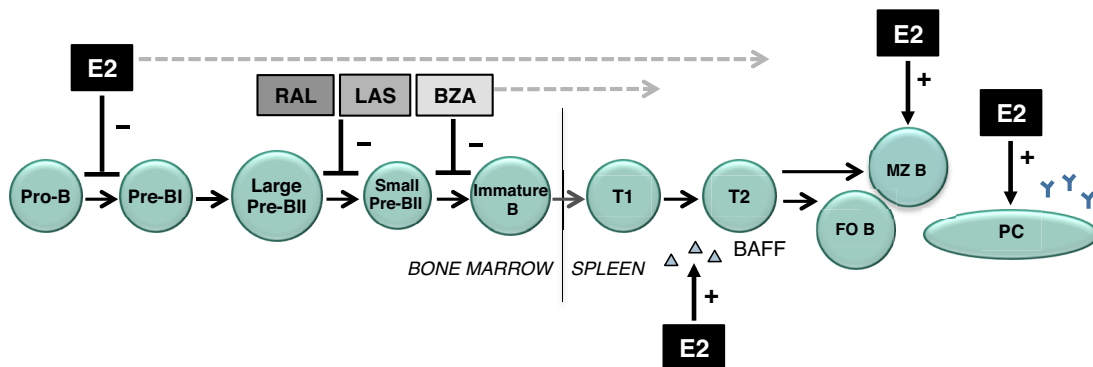 E2
E2
RAL LAS BZA
E2
−
−
−
+
+
Pro-B
Pre-BI
Large
Pre-BII
Small
Pre-BII
Immature
B
T1
T2
MZ B
FO B
PC
BONE MARROW
SPLEEN
BAFF
+
E2